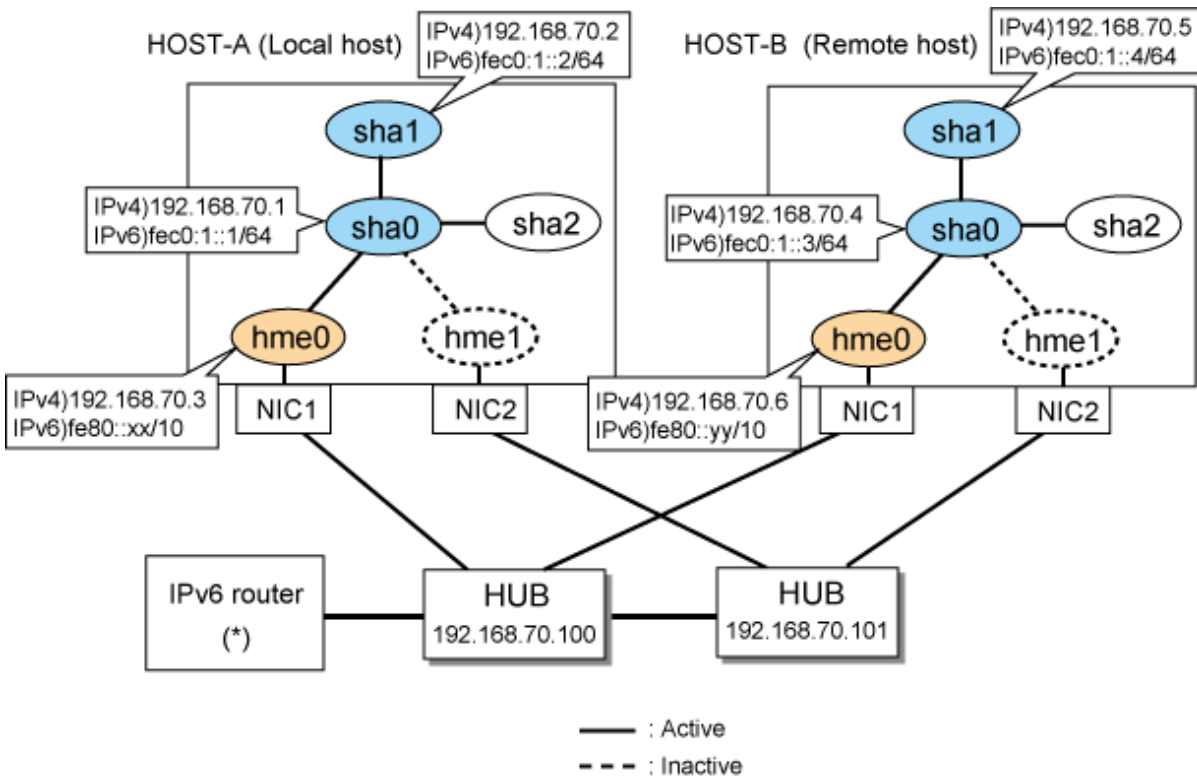 HOST-A (Local host)
IPv4)192.168.70.2
IPv6)fec0:1::2/64
HOST-B (Remote host)
IPv4)192.168.70.5
IPv6)fec0:1::4/64
sha1
IPv4)192.168.70.1
IPv6)fec0:1::1/64
sha0
sha2
hme0
hme1
IPv4)192.168.70.3
IPv6)fe80::xx/10
NIC1
NIC2
sha1
IPv4)192.168.70.4
IPv6)fec0:1::3/64
sha0
sha2
hme0
hme1
IPv4)192.168.70.6
IPv6)fe80::yy/10
NIC1
NIC2
IPv6 router
(*)
HUB
192.168.70.100
HUB
192.168.70.101
: Active
: Inactive